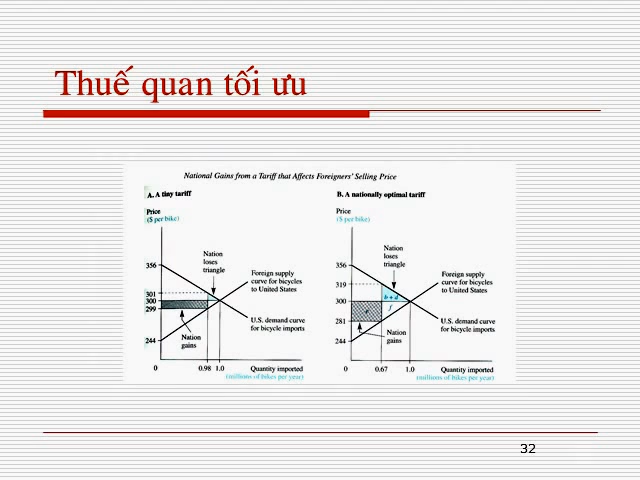 Thuế quan tối ưu
National Gains from a Tariff that Affects Foreigners' Selling Price
A. A tiny tariff
Price
($ per bike)
356
301
300
299
244
0
0.98 1.0
Nation
loses
triangle
Foreign supply
curve for bicycles
to United States
U.S. demand curve
for bicycle imports
Nation
gains
Quantity imported
(millions of bikes per year)
B. A nationally optimal tariff
Price
($ per bike)
356
319
300
281
244
0
0.67 1.0
Nation
loses
triangle
b + d
e
f
Foreign supply
curve for bicycles
to United States
U.S. demand curve
for bicycle imports
Nation
gains
Quantity imported
(millions of bikes per year)
32